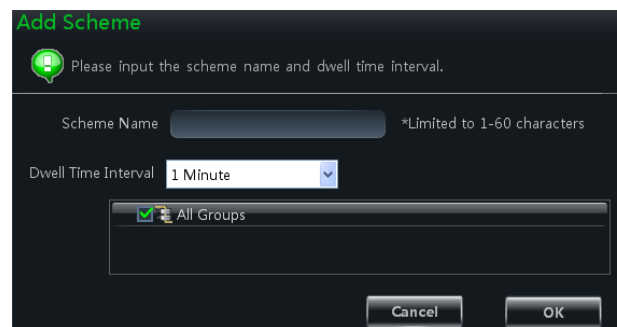 Add Scheme
Please input the scheme name and dwell time interval.
Scheme Name *Limited to 1-60 characters
Dwell Time Interval 1 Minute
All Groups
Cancel OK